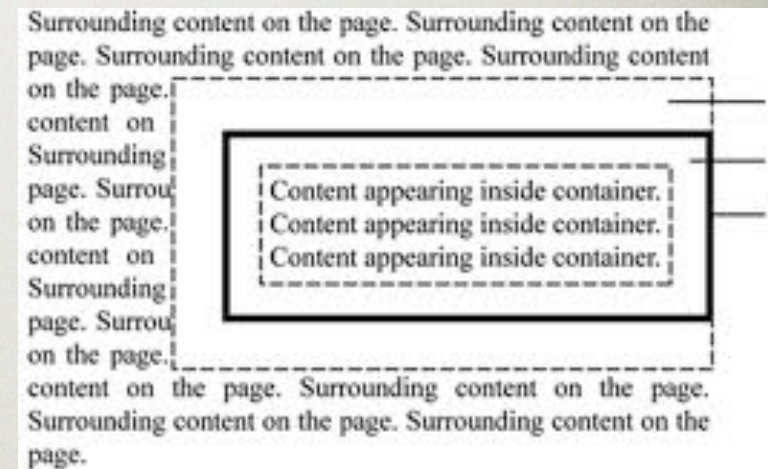 Surrounding content on the page. Surrounding content on the
page. Surrounding content on the page. Surrounding content
on the page.
content on
Surrounding
page. Surrou
on the page.
content on
Surrounding
page. Surrou
on the page.
Content appearing inside container.
Content appearing inside container.
Content appearing inside container.
content on the page. Surrounding content on the page.
Surrounding content on the page. Surrounding content on the
page.